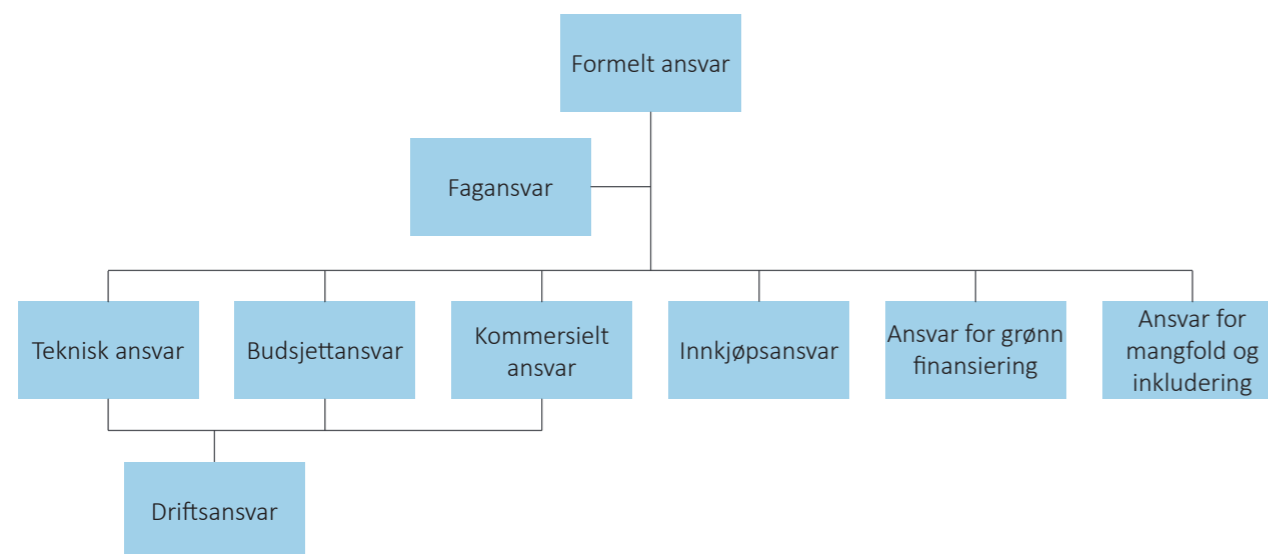 Formelt ansvar
Fagansvar
Teknisk ansvar
Budsjettansvar
Kommersielt
ansvar
Innkjøpsansvar
Ansvar for grønn
finansiering
Ansvar for
mangfold og
inkludering
Driftsansvar